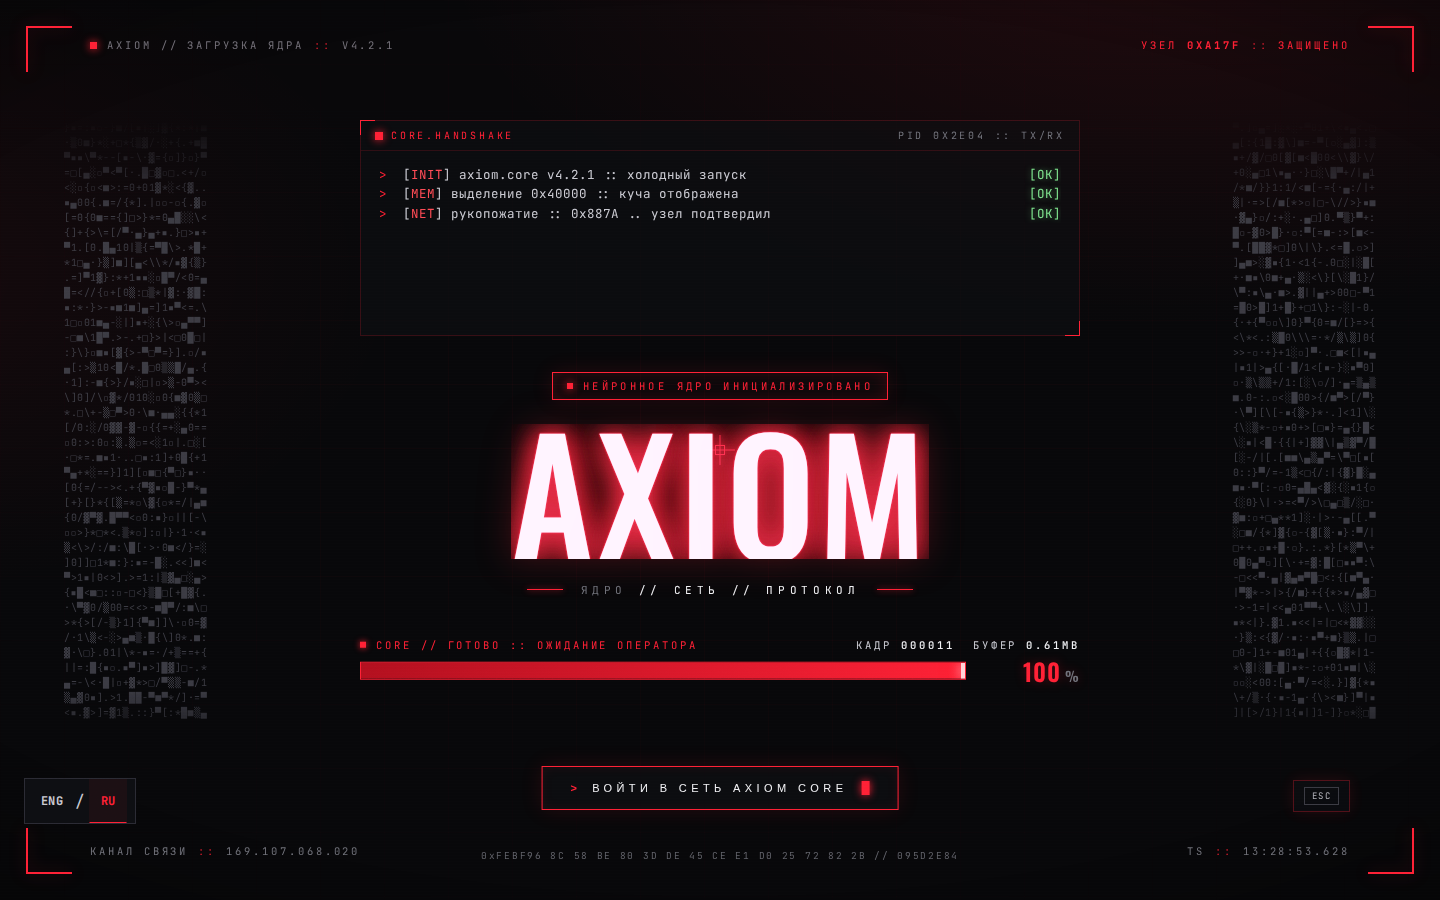 AXIOM // ЗАГРУЗКА ЯДРА :: V4.2.1
УЗЕЛ 0XA17F :: ЗАЩИЩЕНО
CORE.HANDSHAKE
PID 0X2E04 :: TX/RX
> [INIT] axiom.core v4.2.1 :: холодный запуск [OK]
> [MEM] выделение 0x40000 :: куча отображена [OK]
> [NET] рукопожатие :: 0x887A .. узел подтвердил [OK]
НЕЙРОННОЕ ЯДРО ИНИЦИАЛИЗИРОВАНО
AXIOM
ЯДРО // СЕТЬ // ПРОТОКОЛ
CORE // ГОТОВО :: ОЖИДАНИЕ ОПЕРАТОРА
КАДР 000011 БУФЕР 0.61MB
100 %
> ВОЙТИ В СЕТЬ AXIOM CORE
ENG / RU
ESC
КАНАЛ СВЯЗИ :: 169.107.068.020
0xFEBF96 8C 58 BE 80 3D DE 45 CE E1 D0 25 72 82 2B // 095D2E84
TS :: 13:28:53.628